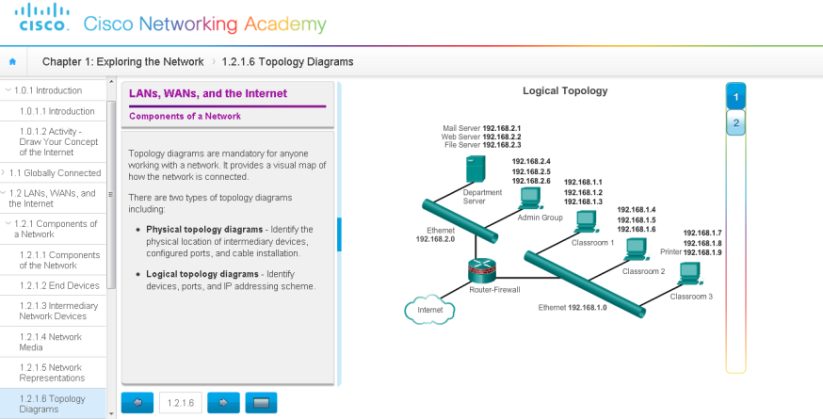 CISCO. Cisco Networking Academy
Chapter 1: Exploring the Network > 1.2.1.6 Topology Diagrams
1.0.1 Introduction
1.0.1.1 Introduction
1.0.1.2 Activity -
Draw Your Concept
of the Internet
1.1 Globally Connected
1.2 LANs, WANs, and
the Internet
1.2.1 Components of
a Network
1.2.1.1 Components
of the Network
1.2.1.2 End Devices
1.2.1.3 Intermediary
Network Devices
1.2.1.4 Network
Media
1.2.1.5 Network
Representations
1.2.1.6 Topology
Diagrams
LANs, WANs, and the Internet
Components of a Network
Topology diagrams are mandatory for anyone
working with a network. It provides a visual map of
how the network is connected.
There are two types of topology diagrams
including:
• Physical topology diagrams - Identify the
physical location of intermediary devices,
configured ports, and cable installation.
• Logical topology diagrams - Identify
devices, ports, and IP addressing scheme.
1.2.1.6
Logical Topology
Mail Server 192.168.2.1
Web Server 192.168.2.2
File Server 192.168.2.3
Department
Server
192.168.2.4
192.168.2.5
192.168.2.6
Admin Group
192.168.1.1
192.168.1.2
192.168.1.3
Classroom 1
192.168.1.4
192.168.1.5
192.168.1.6
Classroom 2
192.168.1.7
192.168.1.8
Printer 192.168.1.9
Classroom 3
Ethernet
192.168.2.0
Router-Firewall
Internet
Ethernet 192.168.1.0
1
2